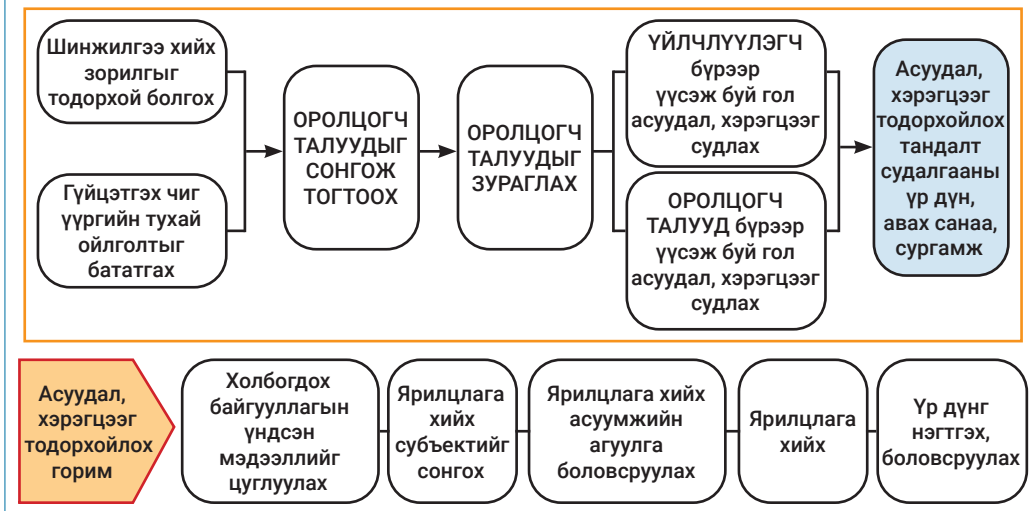 Шинжилгээ хийх
зорилгыг
тодорхой болгох
Гүйцэтгэх чиг
үүргийн тухай
ойлголтыг
бататгах
ОРОЛЦОГЧ
ТАЛУУДЫГ
СОНГОЖ
ТОГТООХ
ОРОЛЦОГЧ
ТАЛУУДЫГ
ЗУРАГЛАХ
ҮЙЛЧЛҮҮЛЭГЧ
бүрээр
үүсэж буй гол
асуудал, хэрэгцээг
судлах
ОРОЛЦОГЧ
ТАЛУУД бүрээр
үүсэж буй гол
асуудал, хэрэгцээг
судлах
Асуудал,
хэрэгцээг
тодорхойлох
тандалт
судалгааны
үр дүн,
авах санаа,
сургамж
Асуудал,
хэрэгцээг
тодорхойлох
горим
Холбогдох
байгууллагын
үндсэн
мэдээллийг
цуглуулах
Ярилцлага
хийх
субъектийг
сонгох
Ярилцлага хийх
асуумжийн
агуулга
боловсруулах
Ярилцлага
хийх
Үр дүнг
нэгтгэх,
боловсруулах